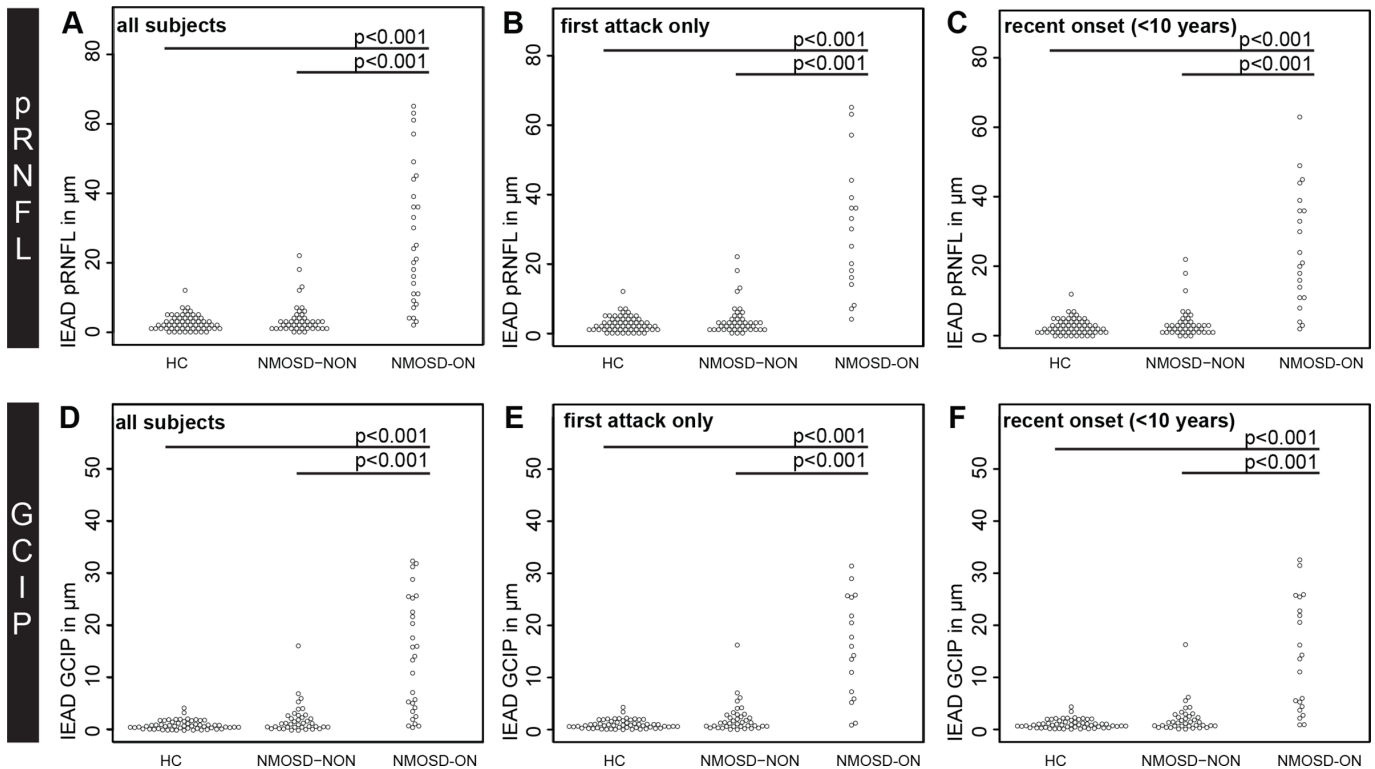 pRNFL
A
all subjects
p<0.001
p<0.001
IEAD pRNFL in µm
80
60
40
20
0
HC NMOSD−NON NMOSD-ON
B
first attack only
p<0.001
p<0.001
IEAD pRNFL in µm
80
60
40
20
0
HC NMOSD−NON NMOSD-ON
C
recent onset (<10 years)
p<0.001
p<0.001
IEAD pRNFL in µm
80
60
40
20
0
HC NMOSD−NON NMOSD-ON
GCIP
D
all subjects
p<0.001
p<0.001
IEAD GCIP in µm
50
40
30
20
10
0
HC NMOSD−NON NMOSD-ON
E
first attack only
p<0.001
p<0.001
IEAD GCIP in µm
50
40
30
20
10
0
HC NMOSD−NON NMOSD-ON
F
recent onset (<10 years)
p<0.001
p<0.001
IEAD GCIP in µm
50
40
30
20
10
0
HC NMOSD−NON NMOSD-ON